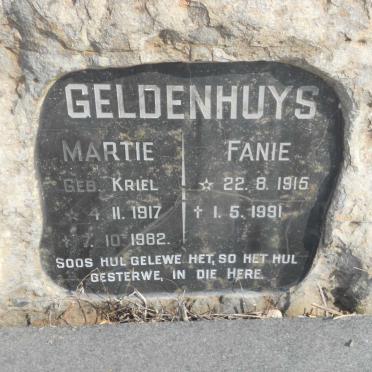 GELDENHUYS
MARTIE
GEB. KRIEL
☆ 4.11.1917
✝ 7.10.1982.
FANIE
☆ 22.8.1915
✝ 1.5.1991
SOOS HUL GELEWE HET, SO HET HUL
GESTERWE, IN DIE HERE.